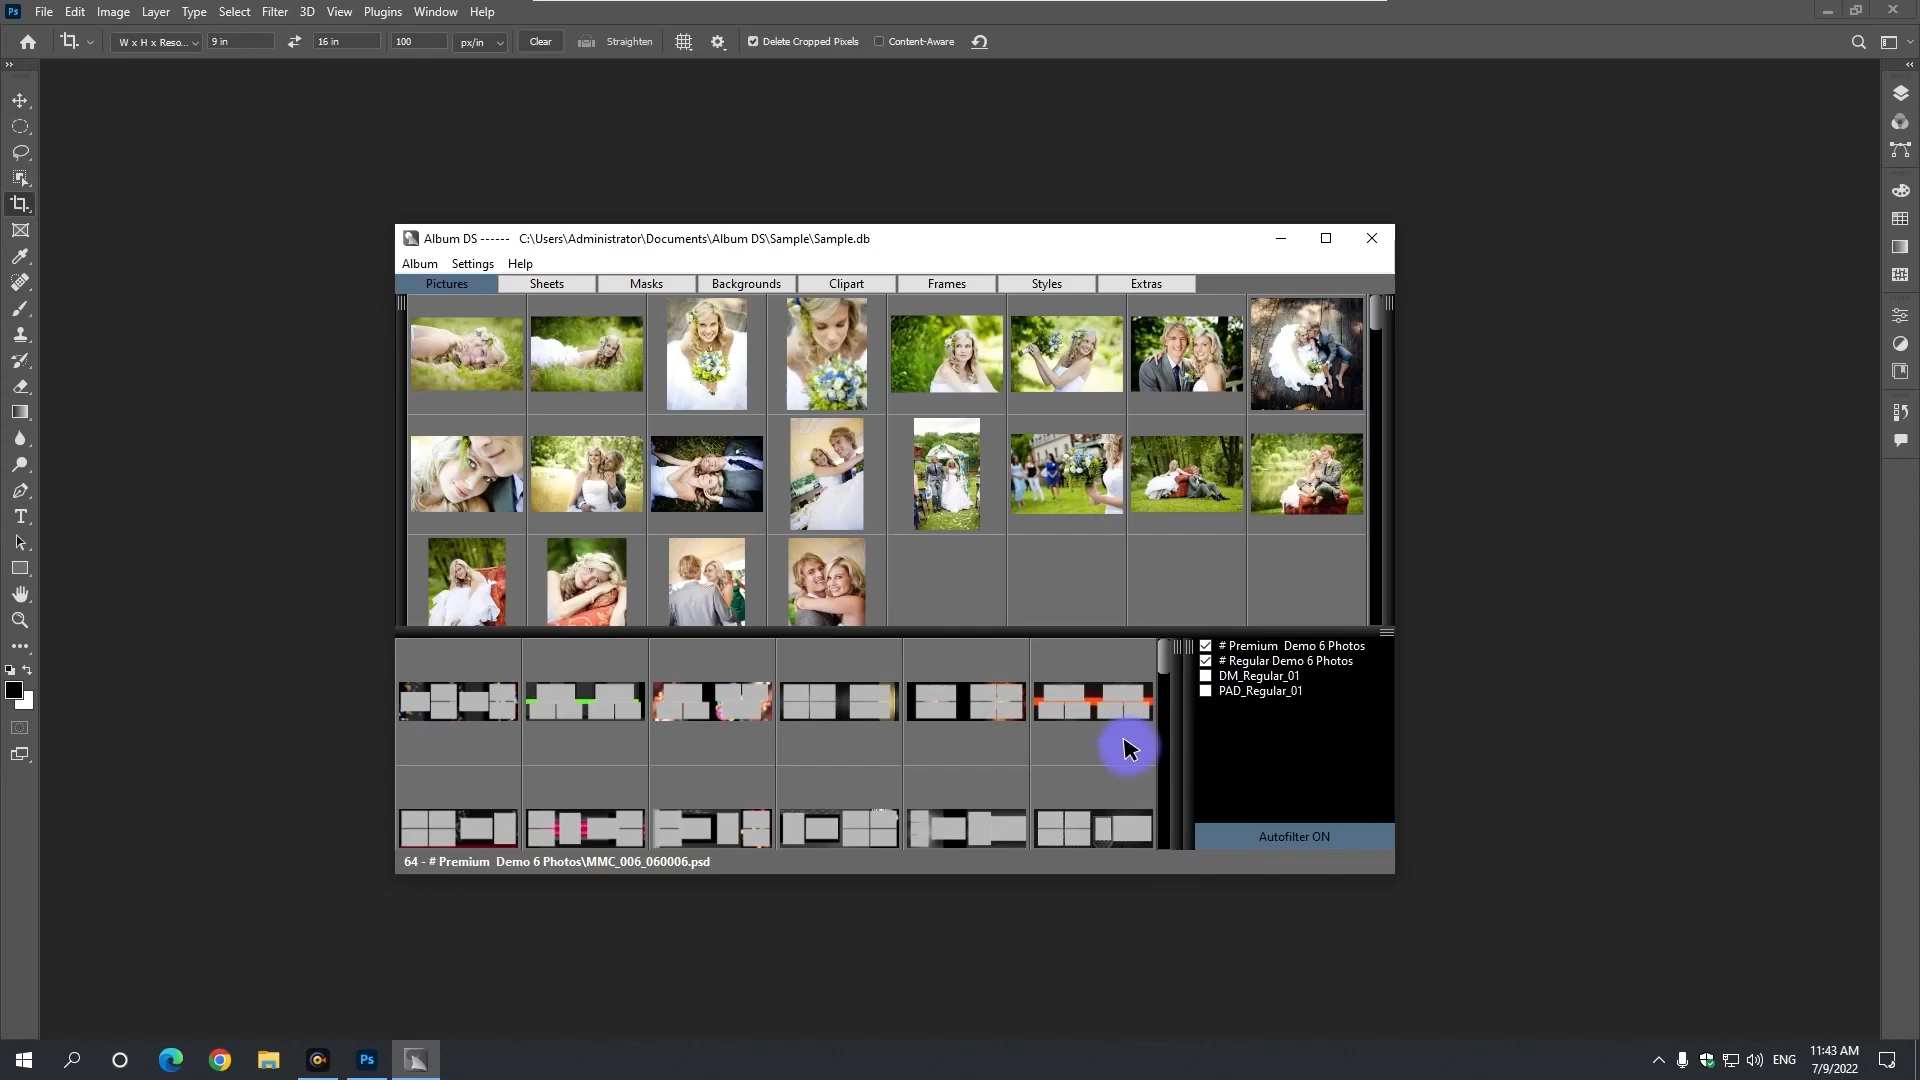 Ps File Edit Image Layer Type Select Filter 3D View Plugins Window Help
W x H x Reso... 9 in 16 in 100 px/in Clear Straighten Delete Cropped Pixels Content-Aware
Album DS ------ C:\Users\Administrator\Documents\Album DS\Sample\Sample.db
Album Settings Help
Pictures Sheets Masks Backgrounds Clipart Frames Styles Extras
# Premium  Demo 6 Photos
# Regular Demo 6 Photos
DM_Regular_01
PAD_Regular_01
Autofilter ON
64 - # Premium  Demo 6 Photos\MMC_006_060006.psd
Ps
ENG
11:43 AM
7/9/2022